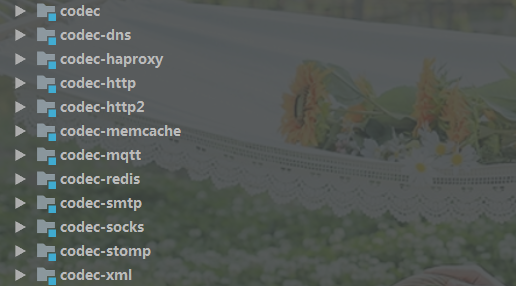 codec
codec-dns
codec-haproxy
codec-http
codec-http2
codec-memcache
codec-mqtt
codec-redis
codec-smtp
codec-socks
codec-stomp
codec-xml